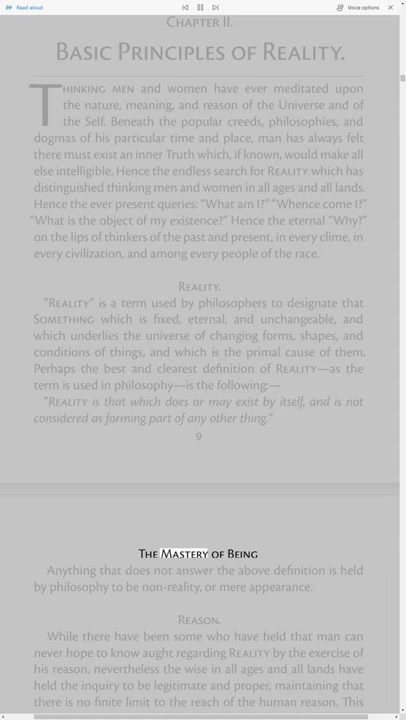 Read aloud
Voice options
Chapter II.
Basic Principles of Reality.
Thinking men and women have ever meditated upon
the nature, meaning, and reason of the Universe and of
the Self. Beneath the popular creeds, philosophies, and
dogmas of his particular time and place, man has always felt
there must exist an inner Truth which, if known, would make all
else intelligible. Hence the endless search for Reality which has
distinguished thinking men and women in all ages and all lands.
Hence the ever present queries: “What am I?” “Whence come I?”
“What is the object of my existence?” Hence the eternal “Why?”
on the lips of thinkers of the past and present, in every clime, in
every civilization, and among every people of the race.
Reality.
“Reality” is a term used by philosophers to designate that
Something which is fixed, eternal, and unchangeable, and
which underlies the universe of changing forms, shapes, and
conditions of things, and which is the primal cause of them.
Perhaps the best and clearest definition of Reality—as the
term is used in philosophy—is the following:—
“Reality is that which does or may exist by itself, and is not
considered as forming part of any other thing.”
9
The Mastery of Being
Anything that does not answer the above definition is held
by philosophy to be non-reality, or mere appearance.
Reason.
While there have been some who have held that man can
never hope to know aught regarding Reality by the exercise of
his reason, nevertheless the wise in all ages and all lands have
held the inquiry to be legitimate and proper, maintaining that
there is no finite limit to the reach of the human reason. This